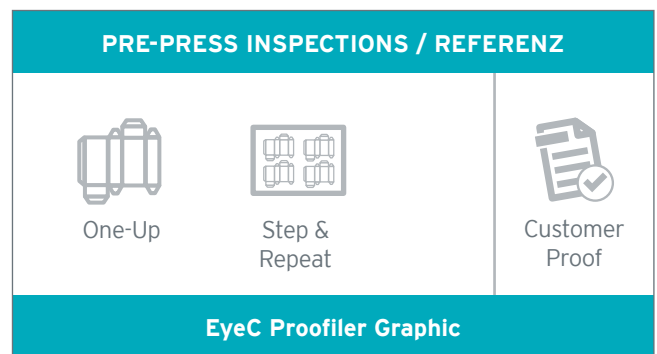 PRE-PRESS INSPECTIONS / REFERENZ
One-Up
Step &
Repeat
Customer
Proof
EyeC Proofiler Graphic